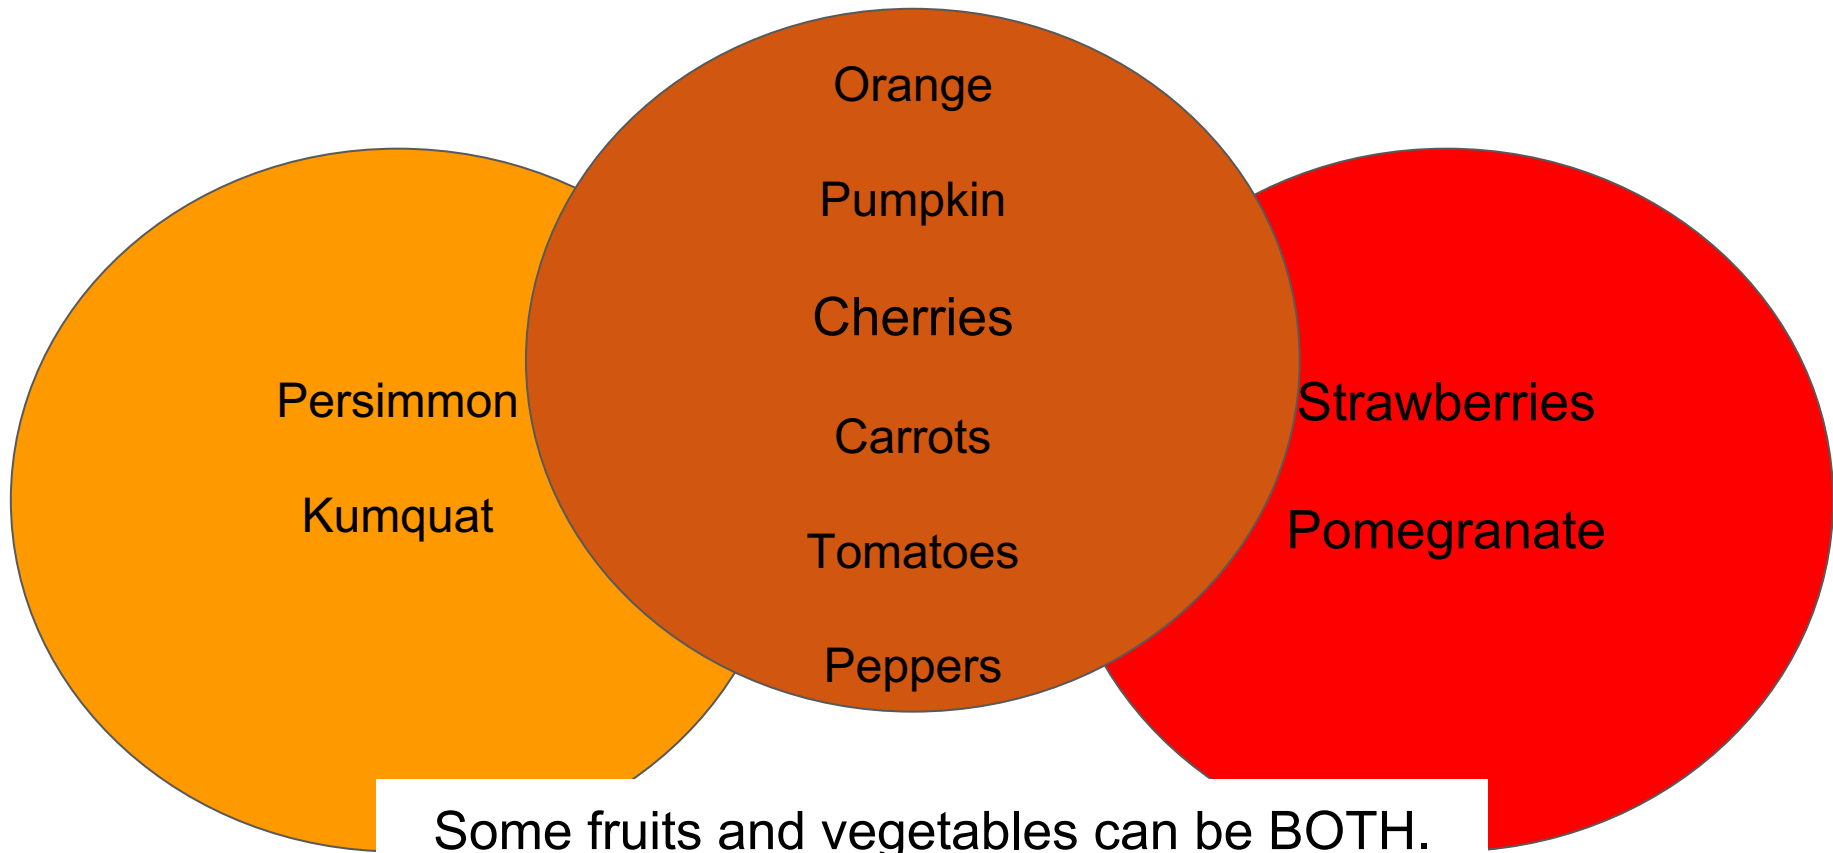 Orange
Pumpkin
Cherries
Carrots
Tomatoes
Peppers
Persimmon
Kumquat
Strawberries
Pomegranate
Some fruits and vegetables can be BOTH.